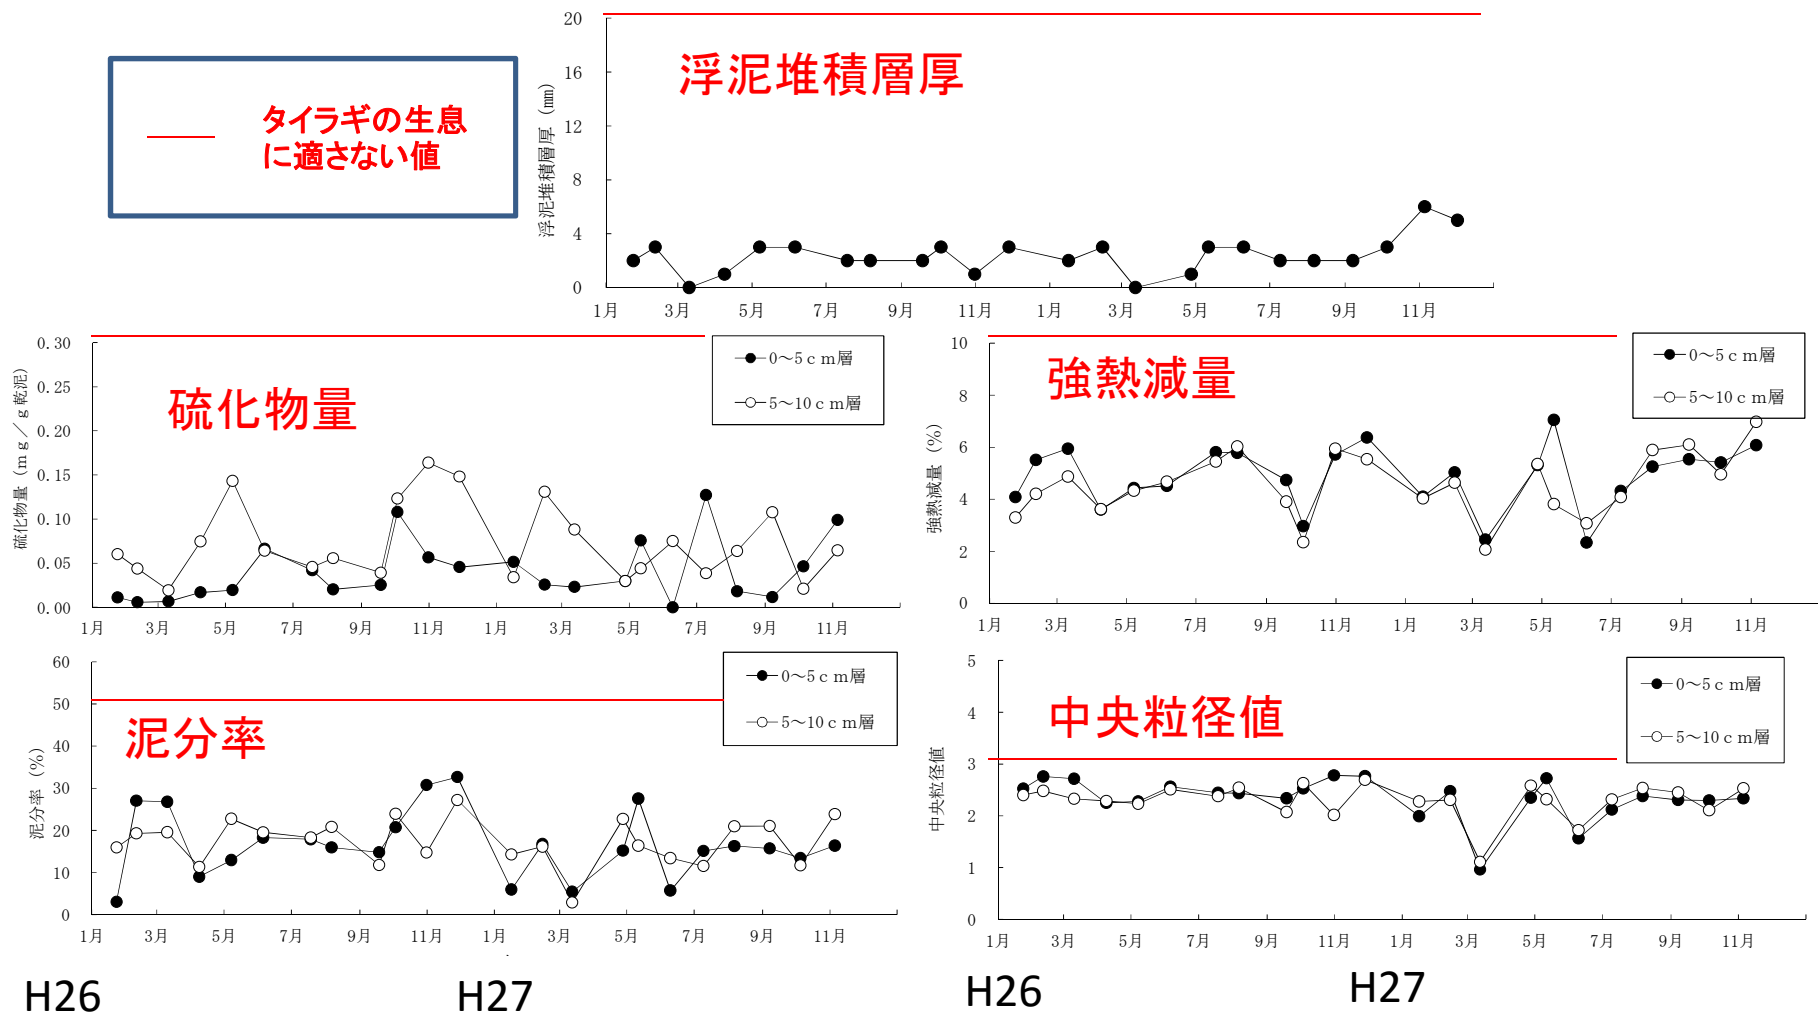 タイラギの生息
に適さない値
浮泥堆積層厚
浮泥堆積層厚 (mm)
20
16
12
8
4
0
1月 3月 5月 7月 9月 11月 1月 3月 5月 7月 9月 11月
硫化物量
硫化物量 (mg/g乾泥)
0.30
0.25
0.20
0.15
0.10
0.05
0.00
1月 3月 5月 7月 9月 11月 1月 3月 5月 7月 9月 11月
0～5cm層
5～10cm層
強熱減量
強熱減量 (%)
10
8
6
4
2
0
1月 3月 5月 7月 9月 11月 1月 3月 5月 7月 9月 11月
0～5cm層
5～10cm層
泥分率
泥分率 (%)
60
50
40
30
20
10
0
1月 3月 5月 7月 9月 11月 1月 3月 5月 7月 9月 11月
0～5cm層
5～10cm層
中央粒径値
中央粒径値
5
4
3
2
1
0
1月 3月 5月 7月 9月 11月 1月 3月 5月 7月 9月 11月
0～5cm層
5～10cm層
H26 H27
H26 H27